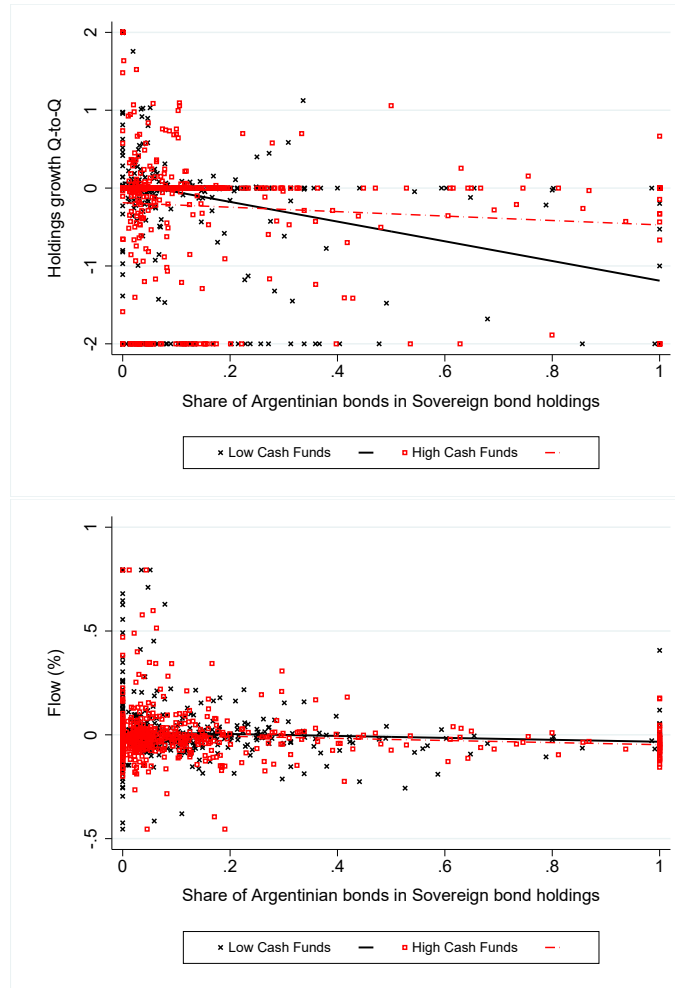 Holdings growth Q-to-Q
2
1
0
-1
-2
0
.2
.4
.6
.8
1
Share of Argentinian bonds in Sovereign bond holdings
Low Cash Funds
High Cash Funds
Flow (%)
1
.5
0
-.5
0
.2
.4
.6
.8
1
Share of Argentinian bonds in Sovereign bond holdings
Low Cash Funds
High Cash Funds